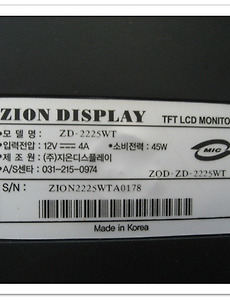 ZION DISPLAY TFT LCD MONITO
•모 델 명: ZD-2225WT
•입력전압: 12V⎓ 4A •소비전력: 45W
•제 조 원: (주)지온디스플레이 MIC
•A/S센타: 031-215-0974 ZOD-ZD-225WT
S/N: ZION2225WTA0178
Made in Korea